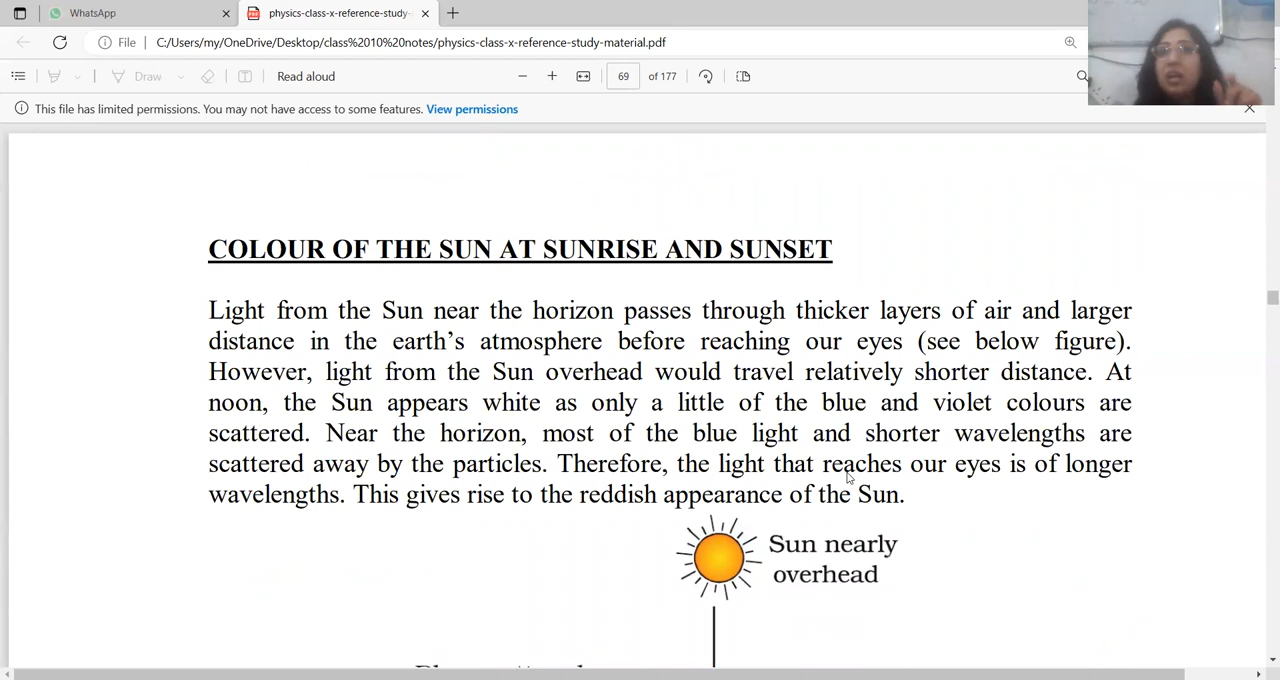 WhatsApp
physics-class-x-reference-study-
File C:/Users/my/OneDrive/Desktop/class%2010%20notes/physics-class-x-reference-study-material.pdf
Draw Read aloud 69 of 177
This file has limited permissions. You may not have access to some features. View permissions
COLOUR OF THE SUN AT SUNRISE AND SUNSET
Light from the Sun near the horizon passes through thicker layers of air and larger
distance in the earth's atmosphere before reaching our eyes (see below figure).
However, light from the Sun overhead would travel relatively shorter distance. At
noon, the Sun appears white as only a little of the blue and violet colours are
scattered. Near the horizon, most of the blue light and shorter wavelengths are
scattered away by the particles. Therefore, the light that reaches our eyes is of longer
wavelengths. This gives rise to the reddish appearance of the Sun.
Sun nearly
overhead